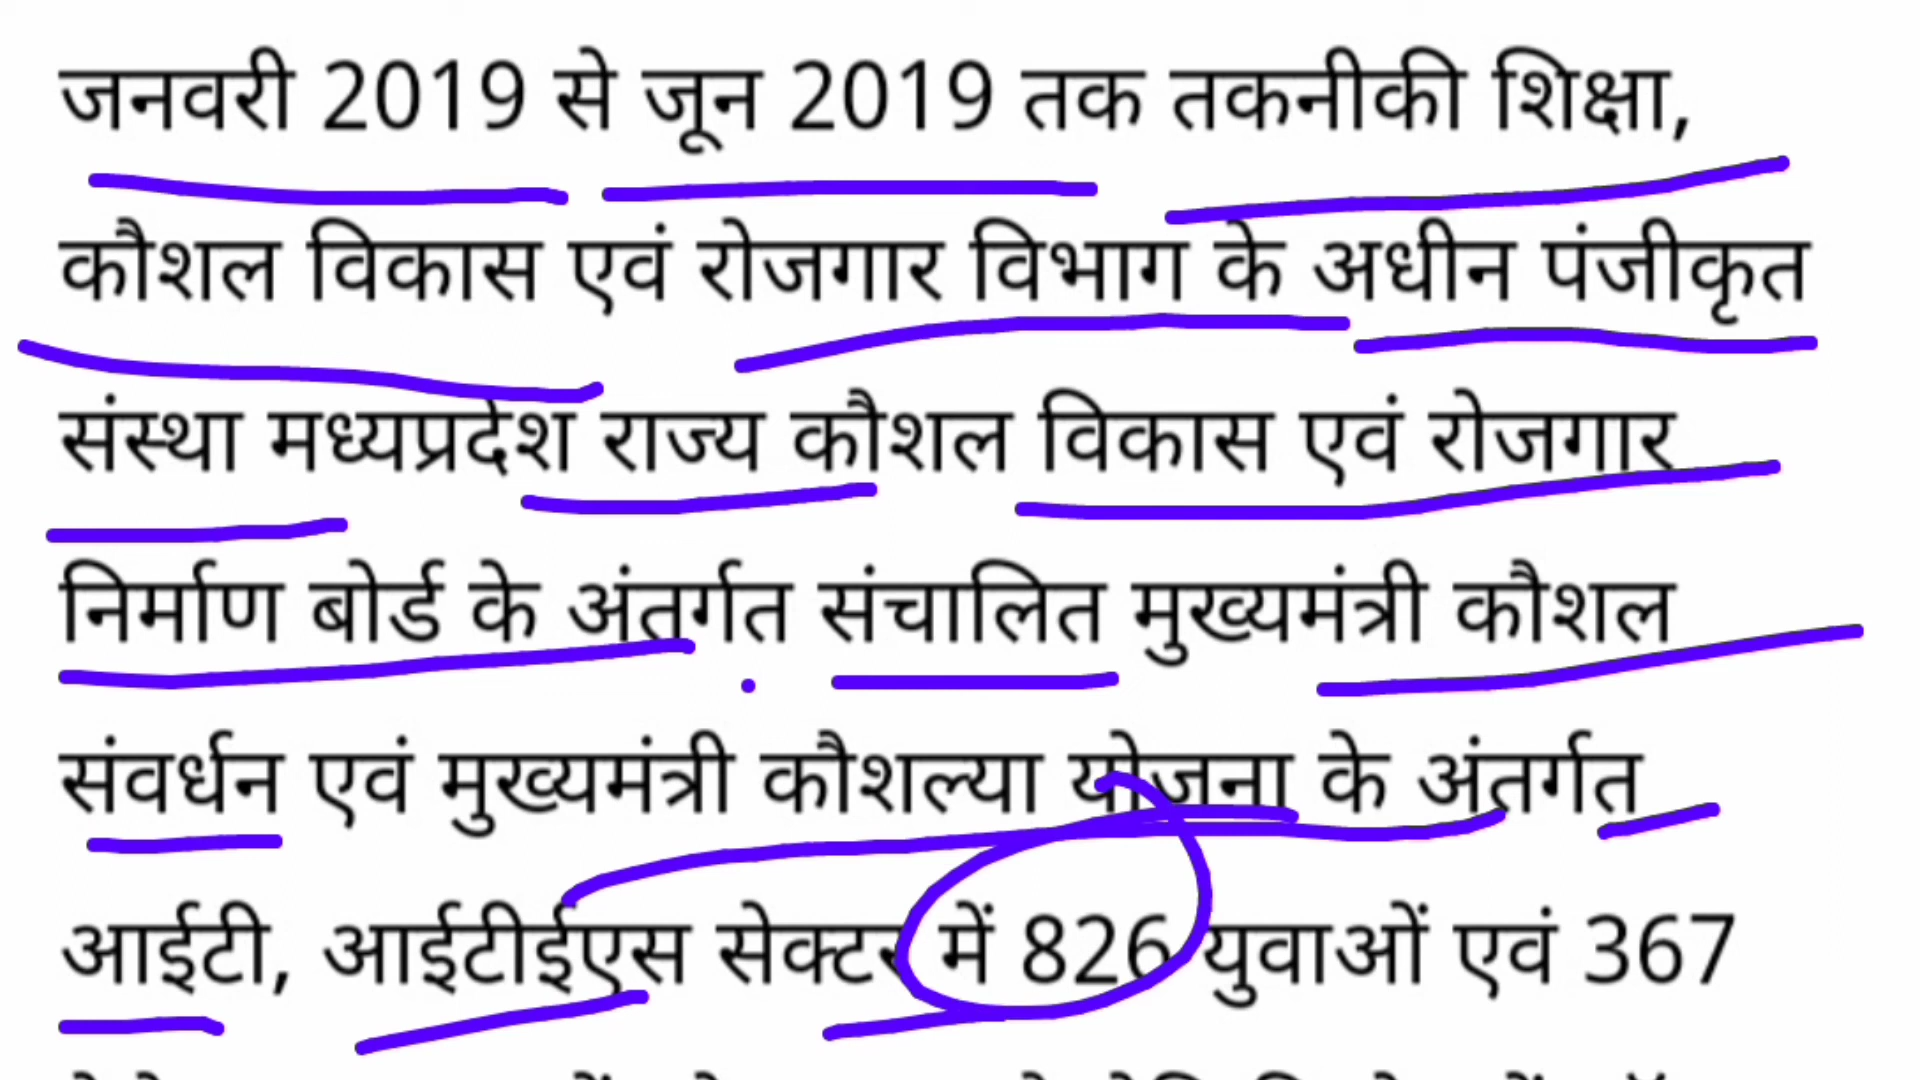 जनवरी 2019 से जून 2019 तक तकनीकी शिक्षा,
कौशल विकास एवं रोजगार विभाग के अधीन पंजीकृत
संस्था मध्यप्रदेश राज्य कौशल विकास एवं रोजगार
निर्माण बोर्ड के अंतर्गत संचालित मुख्यमंत्री कौशल
संवर्धन एवं मुख्यमंत्री कौशल्या योजना के अंतर्गत
आईटी, आईटीईएस सेक्टर में 826 युवाओं एवं 367